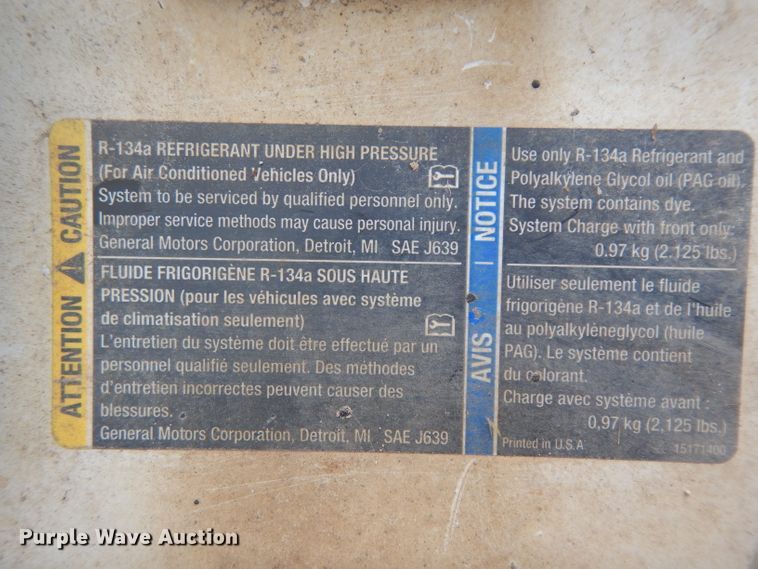 ATTENTION CAUTION
R-134a REFRIGERANT UNDER HIGH PRESSURE
(For Air Conditioned Vehicles Only)
System to be serviced by qualified personnel only.
Improper service methods may cause personal injury.
General Motors Corporation, Detroit, MI SAE J639
FLUIDE FRIGORIGÈNE R-134a SOUS HAUTE
PRESSION (pour les véhicules avec système
de climatisation seulement)
L'entretien du système doit être effectué par un
personnel qualifié seulement. Des méthodes
d'entretien incorrectes peuvent causer des
blessures.
General Motors Corporation, Detroit, MI SAE J639
AVIS NOTICE
Use only R-134a Refrigerant and
Polyalkylene Glycol oil (PAG oil).
The system contains dye.
System Charge with front only:
0.97 kg (2.125 lbs.)
Utiliser seulement le fluide
frigorigène R-134a et de l'huile
au polyalkylèneglycol (huile
PAG). Le système contient
du colorant.
Charge avec système avant :
0,97 kg (2,125 lbs.)
Printed in U.S.A
15171400
Purple Wave Auction